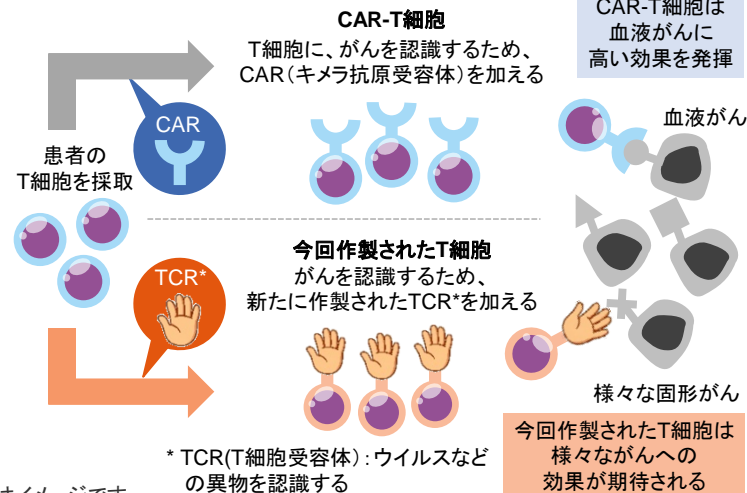 CAR-T細胞
T細胞に、がんを認識するため、
CAR（キメラ抗原受容体）を加える
CAR-T細胞は
血液がんに
高い効果を発揮
CAR
患者の
T細胞を採取
血液がん
今回作製されたT細胞
がんを認識するため、
新たに作製されたTCR*を加える
TCR*
様々な固形がん
今回作製されたT細胞は
様々ながんへの
効果が期待される
* TCR(T細胞受容体)：ウイルスなど
の異物を認識する
イメージです